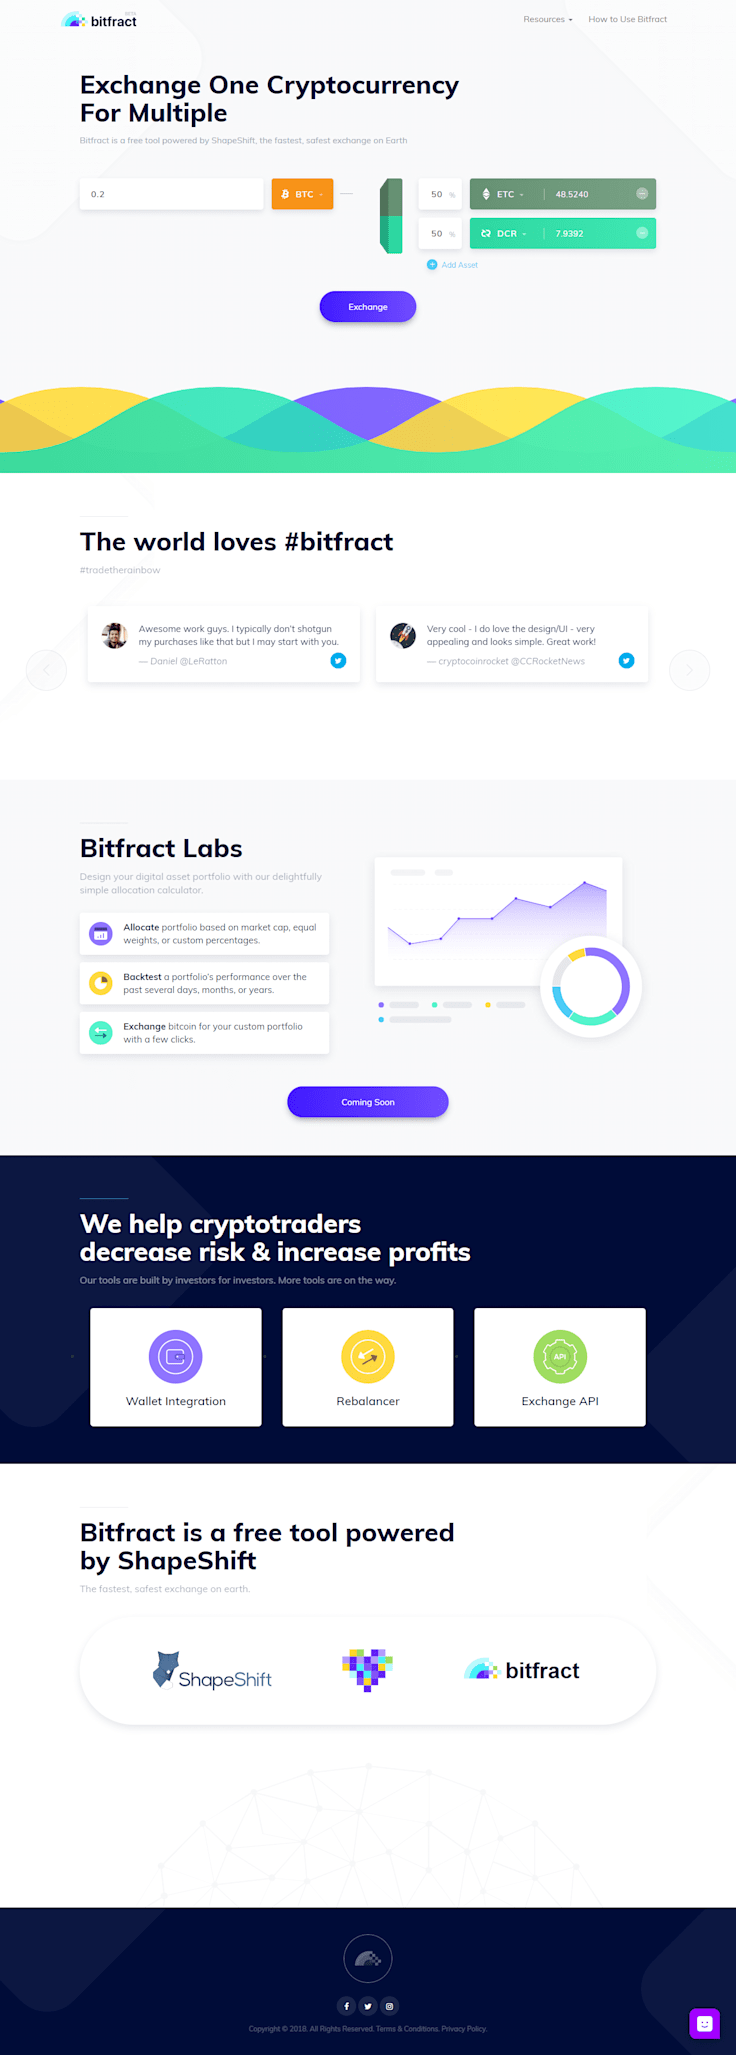 BETA
bitfract
Resources
How to Use Bitfract
Exchange One Cryptocurrency
For Multiple
Bitfract is a free tool powered by ShapeShift, the fastest, safest exchange on Earth
0.2
BTC
50 %
ETC
48.5240
50 %
DCR
7.9392
Add Asset
Exchange
The world loves #bitfract
#tradetherainbow
Awesome work guys. I typically don't shotgun
my purchases like that but I may start with you.
— Daniel @LeRatton
Very cool - I do love the design/UI - very
appealing and looks simple. Great work!
— cryptocoinrocket @CCRocketNews
Bitfract Labs
Design your digital asset portfolio with our delightfully
simple allocation calculator.
Allocate portfolio based on market cap, equal
weights, or custom percentages.
Backtest a portfolio's performance over the
past several days, months, or years.
Exchange bitcoin for your custom portfolio
with a few clicks.
Coming Soon
We help cryptotraders
decrease risk & increase profits
Our tools are built by investors for investors. More tools are on the way.
Wallet Integration
Rebalancer
API
Exchange API
Bitfract is a free tool powered
by ShapeShift
The fastest, safest exchange on earth.
ShapeShift
bitfract
Copyright © 2018. All Rights Reserved. Terms & Conditions. Privacy Policy.